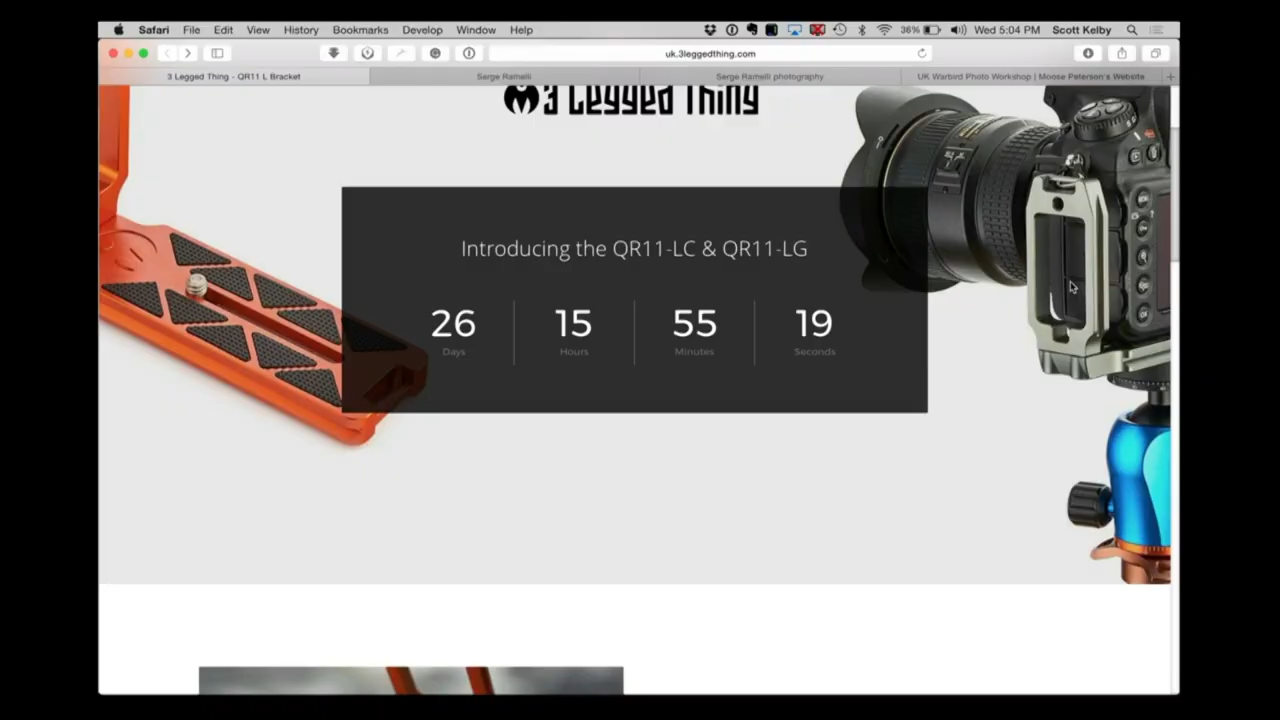 Safari File Edit View History Bookmarks Develop Window Help 36% Wed 5:04 PM Scott Kelby
uk.3leggedthing.com
3 Legged Thing - QR11 L Bracket Serge Ramelli Serge Ramelli photography UK Warbird Photo Workshop | Moose Peterson's Website
3 Legged Thing
Introducing the QR11-LC & QR11-LG
26 15 55 19
Days Hours Minutes Seconds